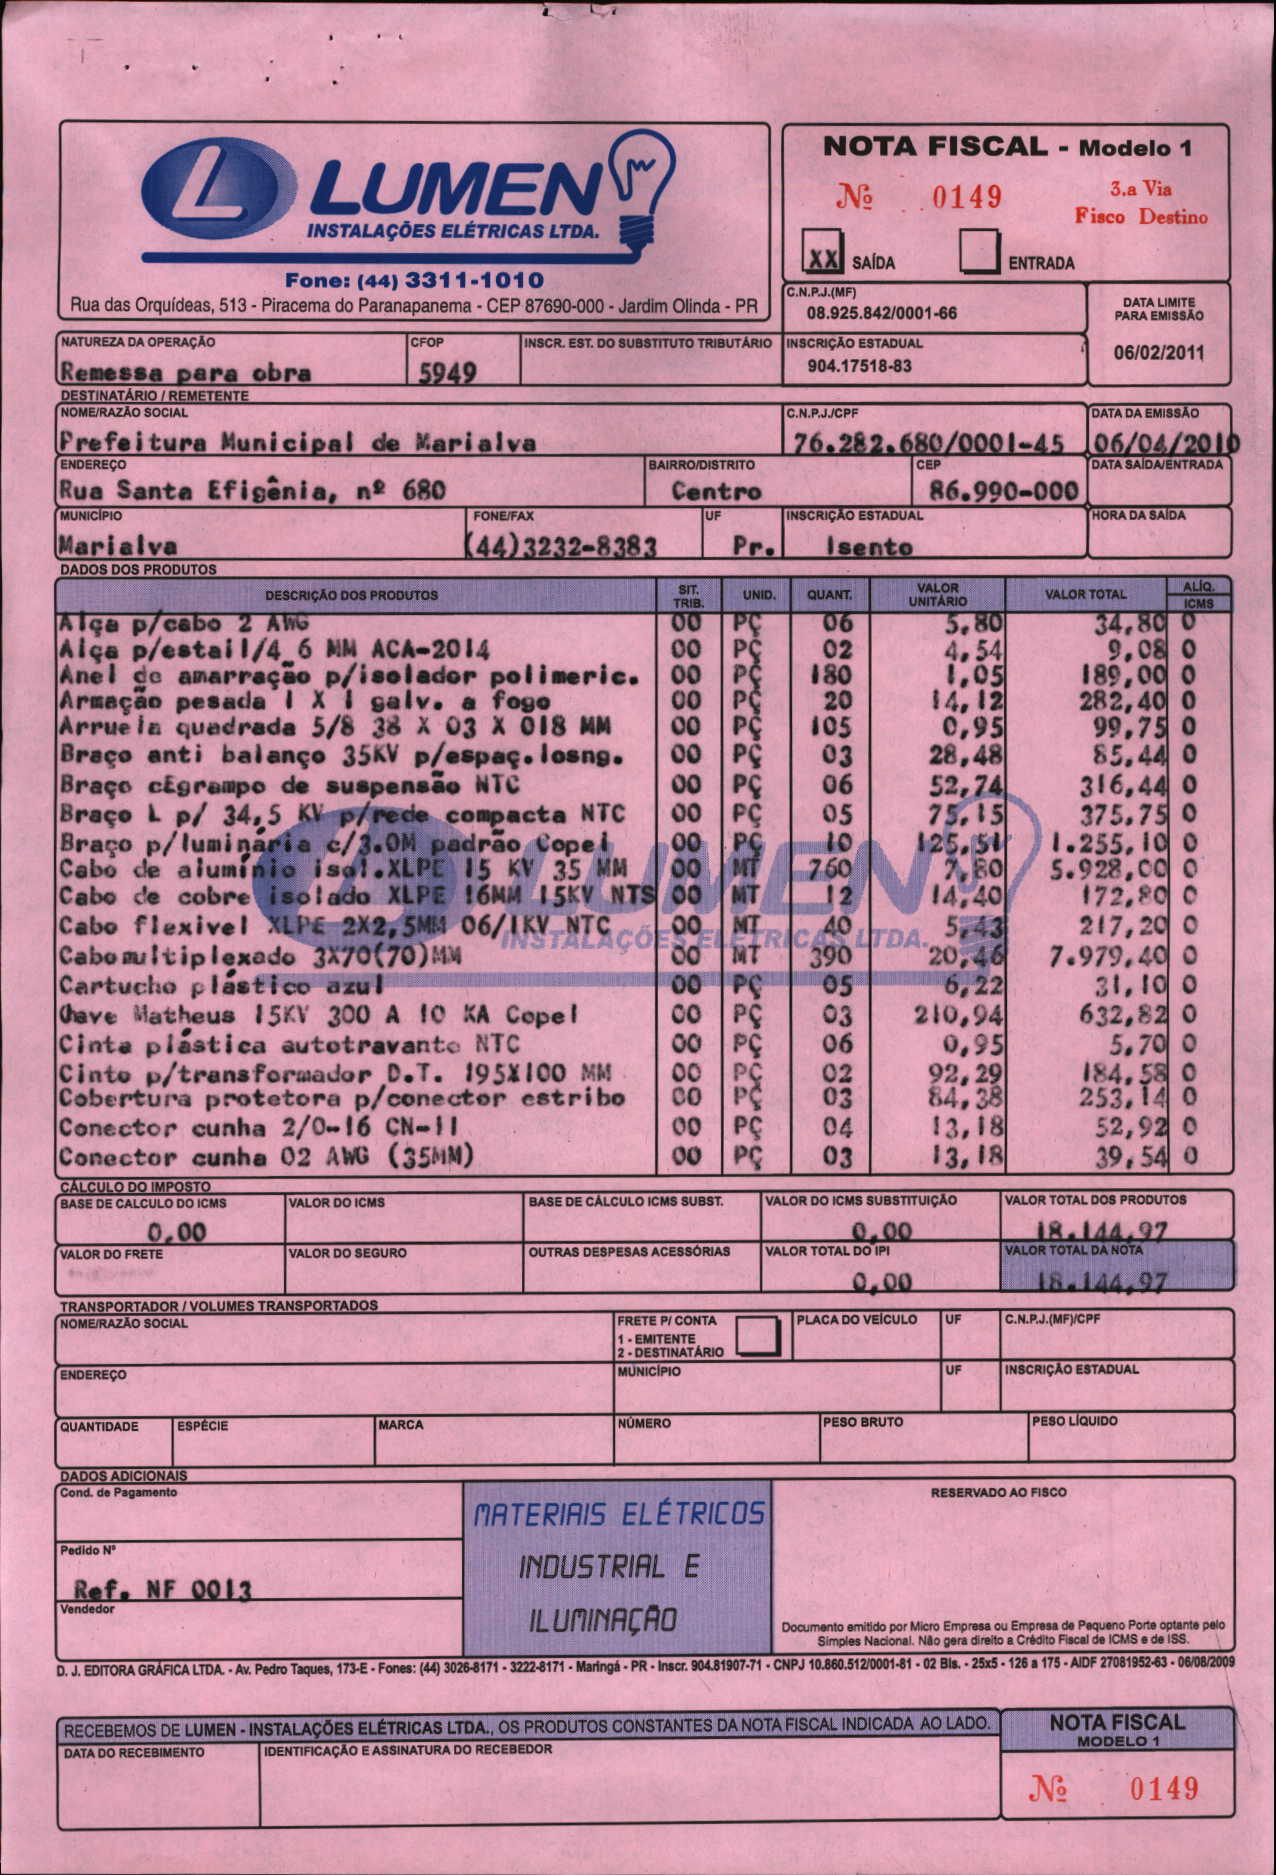 LUMEN
INSTALAÇÕES ELÉTRICAS LTDA.
Fone: (44) 3311-1010
Rua das Orquídeas, 513 - Piracema do Paranapanema - CEP 87690-000 - Jardim Olinda - PR
NOTA FISCAL - Modelo 1
Nº 0149
3.a Via
Fisco Destino
XX SAÍDA ENTRADA
C.N.P.J.(MF)
08.925.842/0001-66
DATA LIMITE
PARA EMISSÃO
06/02/2011
NATUREZA DA OPERAÇÃO CFOP INSCR. EST. DO SUBSTITUTO TRIBUTÁRIO INSCRIÇÃO ESTADUAL
Remessa para obra 5949 904.17518-83
DESTINATÁRIO / REMETENTE
NOME/RAZÃO SOCIAL C.N.P.J./CPF DATA DA EMISSÃO
Prefeitura Municipal de Marialva 76.282.680/0001-45 06/04/2010
ENDEREÇO BAIRRO/DISTRITO CEP DATA SAÍDA/ENTRADA
Rua Santa Efigênia, nº 680 Centro 86.990-000
MUNICÍPIO FONE/FAX UF INSCRIÇÃO ESTADUAL HORA DA SAÍDA
Marialva (44)3232-8383 Pr. Isento
DADOS DOS PRODUTOS
DESCRIÇÃO DOS PRODUTOS SIT. TRIB. UNID. QUANT. VALOR UNITÁRIO VALOR TOTAL ALÍQ. ICMS
Alça p/cabo 2 AWG 00 PÇ 06 5,80 34,80 0
Alça p/estail/4_6 MM ACA-2014 00 PÇ 02 4,54 9,08 0
Anel de amarração p/isolador polimeric. 00 PÇ 180 1,05 189,00 0
Armação pesada 1 X 1 galv. a fogo 00 PÇ 20 14,12 282,40 0
Arruela quadrada 5/8 38 X 03 X 018 MM 00 PÇ 105 0,95 99,75 0
Braço anti balanço 35KV p/espaç.losng. 00 PÇ 03 28,48 85,44 0
Braço c£grampo de suspensão NTC 00 PÇ 06 52,74 316,44 0
Braço L p/ 34,5 KV p/rede compacta NTC 00 PÇ 05 75,15 375,75 0
Braço p/luminária c/3.0M padrão Copel 00 PÇ 10 125,51 1.255,10 0
Cabo de alumínio isol.XLPE 15 KV 35 MM 00 MT 760 7,80 5.928,00 0
Cabo de cobre isolado XLPE 16MM 15KV NTS 00 MT 12 14,40 172,80 0
Cabo flexivel XLPE 2X2,5MM 06/1KV NTC 00 MT 40 5,43 217,20 0
Cabomultiplexado 3X70(70)MM 00 MT 390 20,46 7.979,40 0
Cartucho plástico azul 00 PÇ 05 6,22 31,10 0
Chave Matheus 15KV 300 A 10 KA Copel 00 PÇ 03 210,94 632,82 0
Cinta plástica autotravante NTC 00 PÇ 06 0,95 5,70 0
Cinto p/transformador D.T. 195X100 MM 00 PÇ 02 92,29 184,58 0
Cobertura protetora p/conector estribo 00 PÇ 03 84,38 253,14 0
Conector cunha 2/0-16 CN-11 00 PÇ 04 13,18 52,92 0
Conector cunha 02 AWG (35MM) 00 PÇ 03 13,18 39,54 0
LUMEN
INSTALAÇÕES ELÉTRICAS LTDA.
CÁLCULO DO IMPOSTO
BASE DE CALCULO DO ICMS VALOR DO ICMS BASE DE CÁLCULO ICMS SUBST. VALOR DO ICMS SUBSTITUIÇÃO VALOR TOTAL DOS PRODUTOS
0,00 0,00 18.144,97
VALOR DO FRETE VALOR DO SEGURO OUTRAS DESPESAS ACESSÓRIAS VALOR TOTAL DO IPI VALOR TOTAL DA NOTA
0,00 18.144,97
TRANSPORTADOR / VOLUMES TRANSPORTADOS
NOME/RAZÃO SOCIAL FRETE P/ CONTA PLACA DO VEÍCULO UF C.N.P.J.(MF)/CPF
1 - EMITENTE
2 - DESTINATÁRIO
ENDEREÇO MUNICÍPIO UF INSCRIÇÃO ESTADUAL
QUANTIDADE ESPÉCIE MARCA NÚMERO PESO BRUTO PESO LÍQUIDO
DADOS ADICIONAIS
Cond. de Pagamento
Pedido Nº
Ref. NF 0013
Vendedor
MATERIAIS ELÉTRICOS
INDUSTRIAL E
ILUMINAÇÃO
RESERVADO AO FISCO
Documento emitido por Micro Empresa ou Empresa de Pequeno Porte optante pelo
Simples Nacional. Não gera direito a Crédito Fiscal de ICMS e de ISS.
D. J. EDITORA GRÁFICA LTDA. - Av. Pedro Taques, 173-E - Fones: (44) 3026-8171 - 3222-8171 - Maringá - PR - Inscr. 904.81907-71 - CNPJ 10.860.512/0001-81 - 02 Bls. - 25x5 - 126 a 175 - AIDF 27081952-63 - 06/08/2009
RECEBEMOS DE LUMEN - INSTALAÇÕES ELÉTRICAS LTDA., OS PRODUTOS CONSTANTES DA NOTA FISCAL INDICADA AO LADO.
DATA DO RECEBIMENTO IDENTIFICAÇÃO E ASSINATURA DO RECEBEDOR
NOTA FISCAL
MODELO 1
Nº 0149